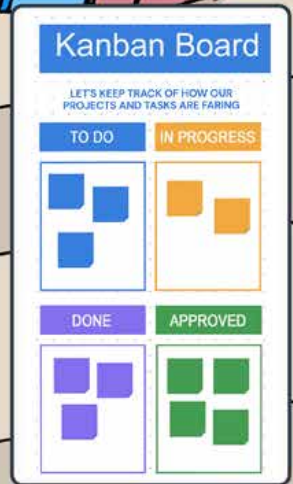 Kanban Board
LET'S KEEP TRACK OF HOW OUR
PROJECTS AND TASKS ARE FARING
TO DO
IN PROGRESS
DONE
APPROVED